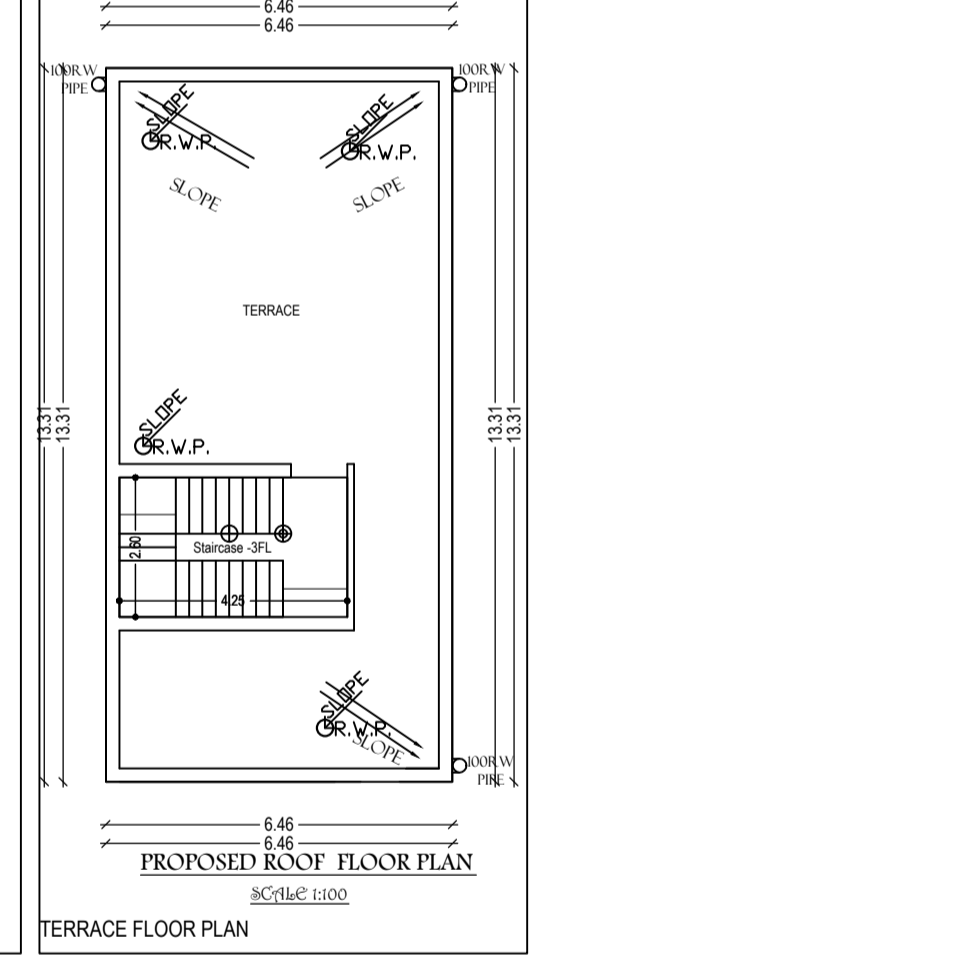 6.46
6.46
100R.W
PIPE
100R.W
PIPE
SLOPE
R.W.P.
SLOPE
R.W.P.
SLOPE
SLOPE
TERRACE
SLOPE
R.W.P.
13.31
13.31
13.31
13.31
2.60
Staircase -3FL
4.25
SLOPE
R.W.P.
SLOPE
100R.W
PIPE
6.46
6.46
PROPOSED ROOF FLOOR PLAN
SCALE 1:100
TERRACE FLOOR PLAN